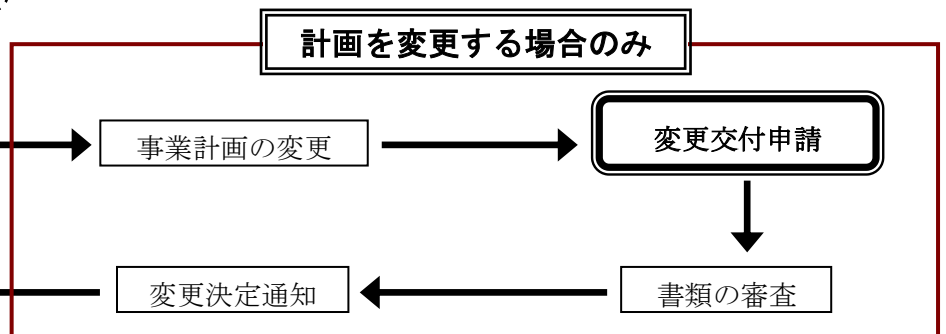 計画を変更する場合のみ
事業計画の変更
変更交付申請
書類の審査
変更決定通知